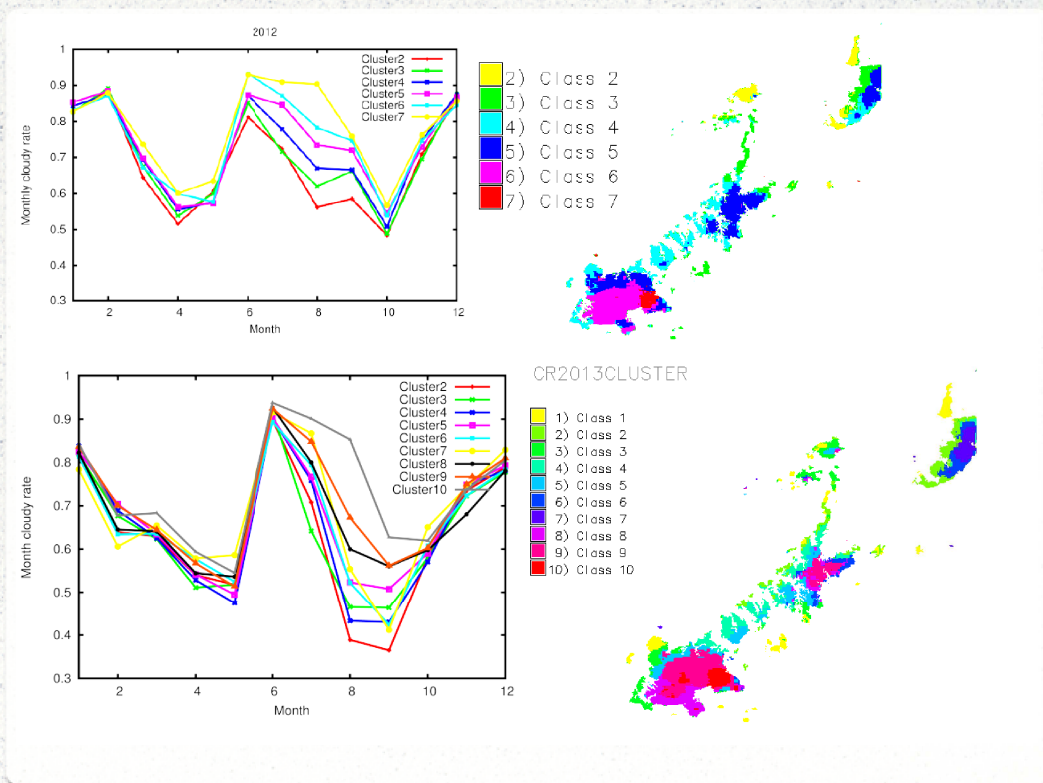 2012
Cluster2
Cluster3
Cluster4
Cluster5
Cluster6
Cluster7
1
0.9
0.8
0.7
0.6
0.5
0.4
0.3
Monthly cloudy rate
2 4 6 8 10 12
Month
2) Class 2
3) Class 3
4) Class 4
5) Class 5
6) Class 6
7) Class 7
Cluster2
Cluster3
Cluster4
Cluster5
Cluster6
Cluster7
Cluster8
Cluster9
Cluster10
1
0.9
0.8
0.7
0.6
0.5
0.4
0.3
Month cloudy rate
2 4 6 8 10 12
Month
CR2013CLUSTER
1) Class 1
2) Class 2
3) Class 3
4) Class 4
5) Class 5
6) Class 6
7) Class 7
8) Class 8
9) Class 9
10) Class 10